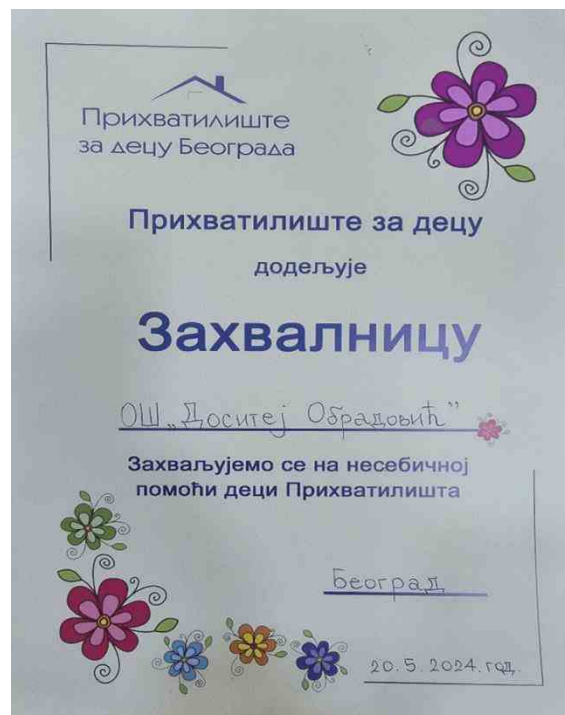 Прихватилиште
за децу Београда
Прихватилиште за децу
додељује
Захвалницу
ОШ „Доситеј Обрадовић”
Захваљујемо се на несебичној
помоћи деци Прихватилишта
Београд
20.5.2024.год.